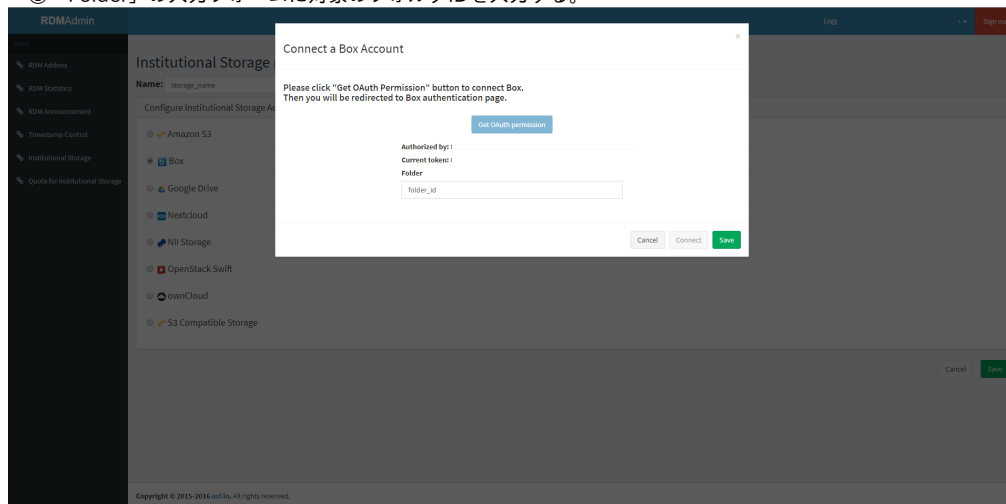 RDMAdmin
Sign out
RDM Addons
RDM Statistics
RDM Announcement
Timestamp Control
Institutional Storage
Quota for Institutional Storage
Institutional Storage
Name:
storage_name
Configure Institutional Storage
Amazon S3
Box
Google Drive
Nextcloud
NII Storage
OpenStack Swift
ownCloud
S3 Compatible Storage
Connect a Box Account
×
Please click "Get OAuth Permission" button to connect Box.
Then you will be redirected to Box authentication page.
Get OAuth permission
Authorized by:
Current token:
Folder
folder_id
Cancel Connect Save
Cancel Save
Copyright © 2015-2016 osf.io. All rights reserved.